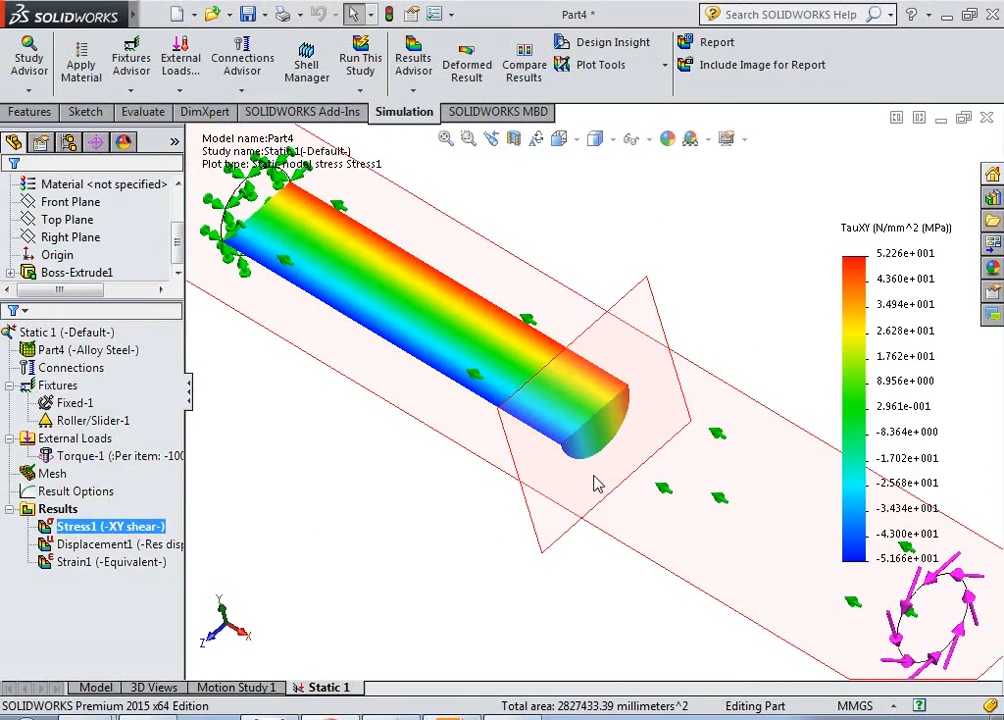 SOLIDWORKS
Part4 *
Search SOLIDWORKS Help
Study Advisor
Apply Material
Fixtures Advisor
External Loads...
Connections Advisor
Shell Manager
Run This Study
Results Advisor
Deformed Result
Compare Results
Design Insight
Plot Tools
Report
Include Image for Report
Features
Sketch
Evaluate
DimXpert
SOLIDWORKS Add-Ins
Simulation
SOLIDWORKS MBD
Model name:Part4
Study name:Static 1(-Default-)
Plot type: Static nodal stress Stress1
Material <not specified>
Front Plane
Top Plane
Right Plane
Origin
Boss-Extrude1
Static 1 (-Default-)
Part4 (-Alloy Steel-)
Connections
Fixtures
Fixed-1
Roller/Slider-1
External Loads
Torque-1 (:Per item: -100
Mesh
Result Options
Results
Stress1 (-XY shear-)
Displacement1 (-Res disp
Strain1 (-Equivalent-)
TauXY (N/mm^2 (MPa))
5.226e+001
4.360e+001
3.494e+001
2.628e+001
1.762e+001
8.956e+000
2.961e-001
-8.364e+000
-1.702e+001
-2.568e+001
-3.434e+001
-4.300e+001
-5.166e+001
Y
Z
X
Model
3D Views
Motion Study 1
Static 1
SOLIDWORKS Premium 2015 x64 Edition
Total area: 2827433.39 millimeters^2
Editing Part
MMGS